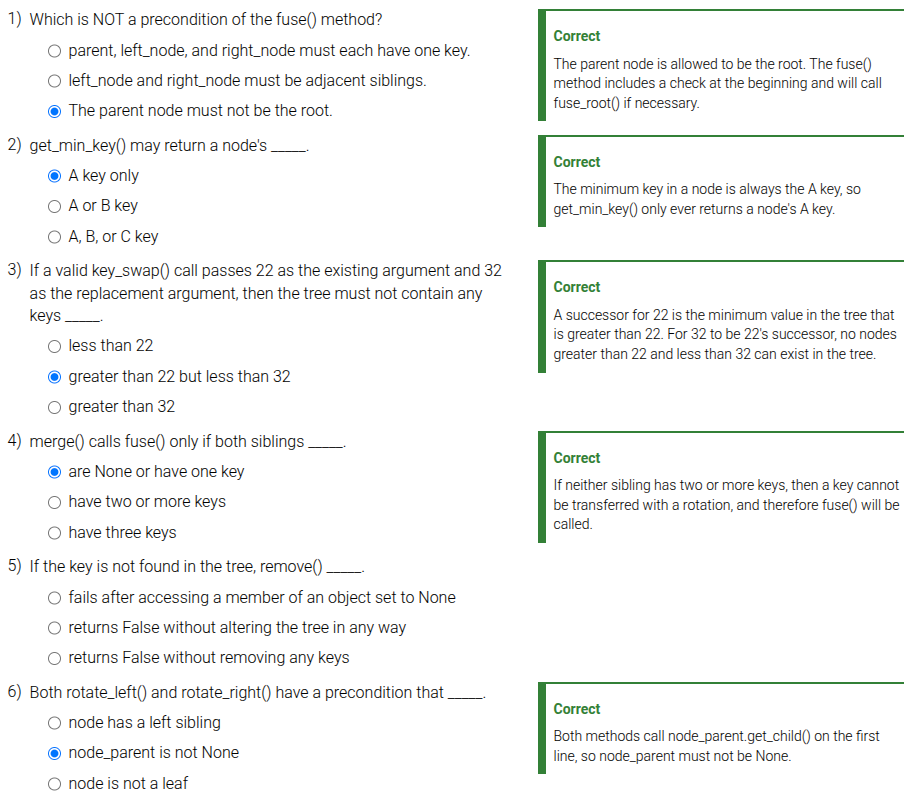 1) Which is NOT a precondition of the fuse() method?
parent, left_node, and right_node must each have one key.
left_node and right_node must be adjacent siblings.
The parent node must not be the root.
Correct
The parent node is allowed to be the root. The fuse()
method includes a check at the beginning and will call
fuse_root() if necessary.
2) get_min_key() may return a node's _____.
A key only
A or B key
A, B, or C key
Correct
The minimum key in a node is always the A key, so
get_min_key() only ever returns a node's A key.
3) If a valid key_swap() call passes 22 as the existing argument and 32
as the replacement argument, then the tree must not contain any
keys _____.
less than 22
greater than 22 but less than 32
greater than 32
Correct
A successor for 22 is the minimum value in the tree that
is greater than 22. For 32 to be 22's successor, no nodes
greater than 22 and less than 32 can exist in the tree.
4) merge() calls fuse() only if both siblings _____.
are None or have one key
have two or more keys
have three keys
Correct
If neither sibling has two or more keys, then a key cannot
be transferred with a rotation, and therefore fuse() will be
called.
5) If the key is not found in the tree, remove() _____.
fails after accessing a member of an object set to None
returns False without altering the tree in any way
returns False without removing any keys
6) Both rotate_left() and rotate_right() have a precondition that _____.
node has a left sibling
node_parent is not None
node is not a leaf
Correct
Both methods call node_parent.get_child() on the first
line, so node_parent must not be None.